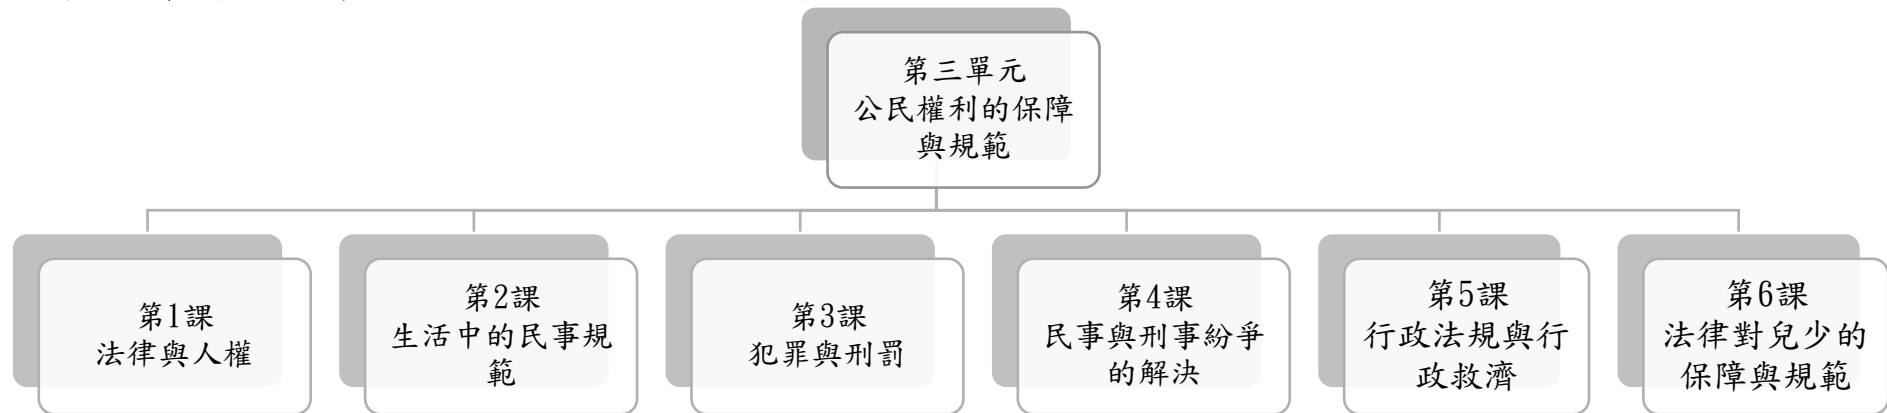 第三單元
公民權利的保障
與規範
第1課
法律與人權
第2課
生活中的民事規
範
第3課
犯罪與刑罰
第4課
民事與刑事紛爭
的解決
第5課
行政法規與行
政救濟
第6課
法律對兒少的
保障與規範